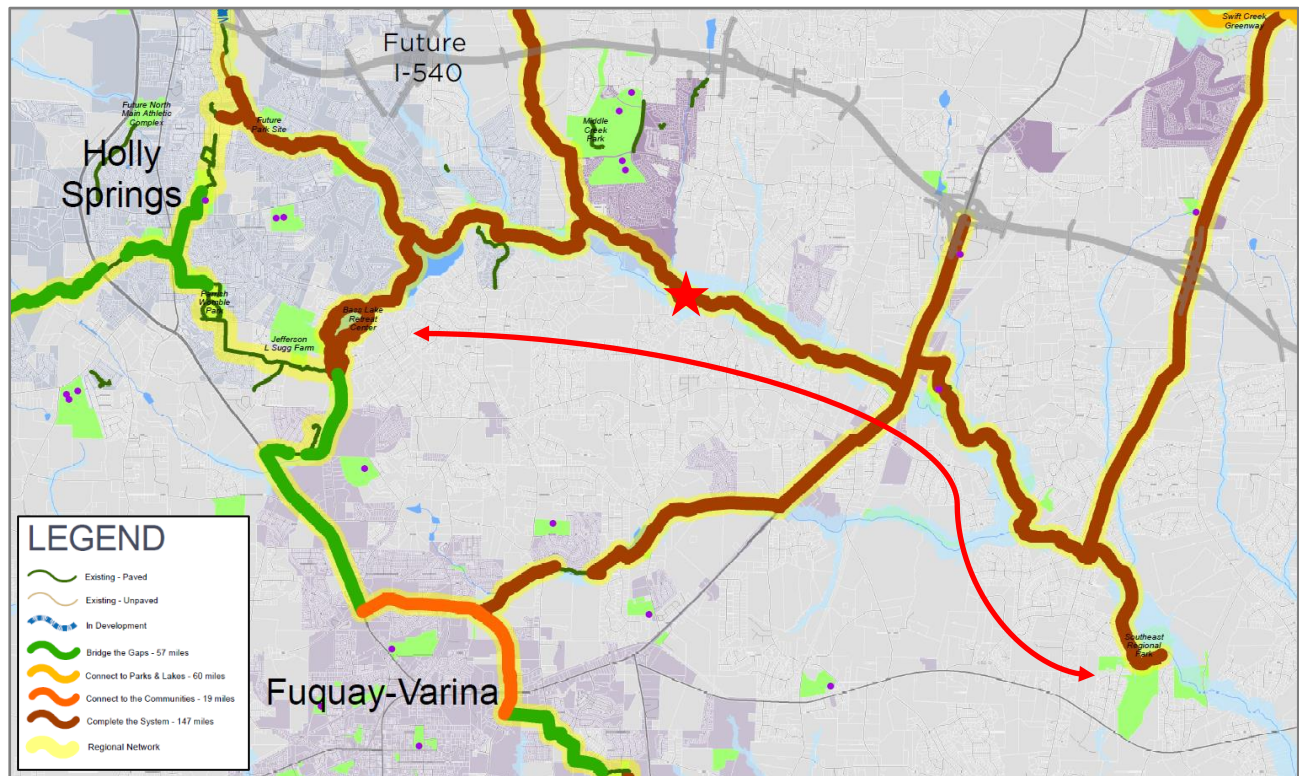 Swift Creek
Greenway
Future
I-540
Future North
Main Athletic
Complex
Future
Park Site
Middle
Creek
Park
Holly
Springs
Parrish
Womble
Park
Bass Lake
Retreat
Center
Jefferson
L Sugg Farm
LEGEND
Existing - Paved
Existing - Unpaved
In Development
Bridge the Gaps - 57 miles
Connect to Parks & Lakes - 60 miles
Connect to the Communities - 19 miles
Complete the System - 147 miles
Regional Network
Southeast
Regional
Park
Fuquay-Varina